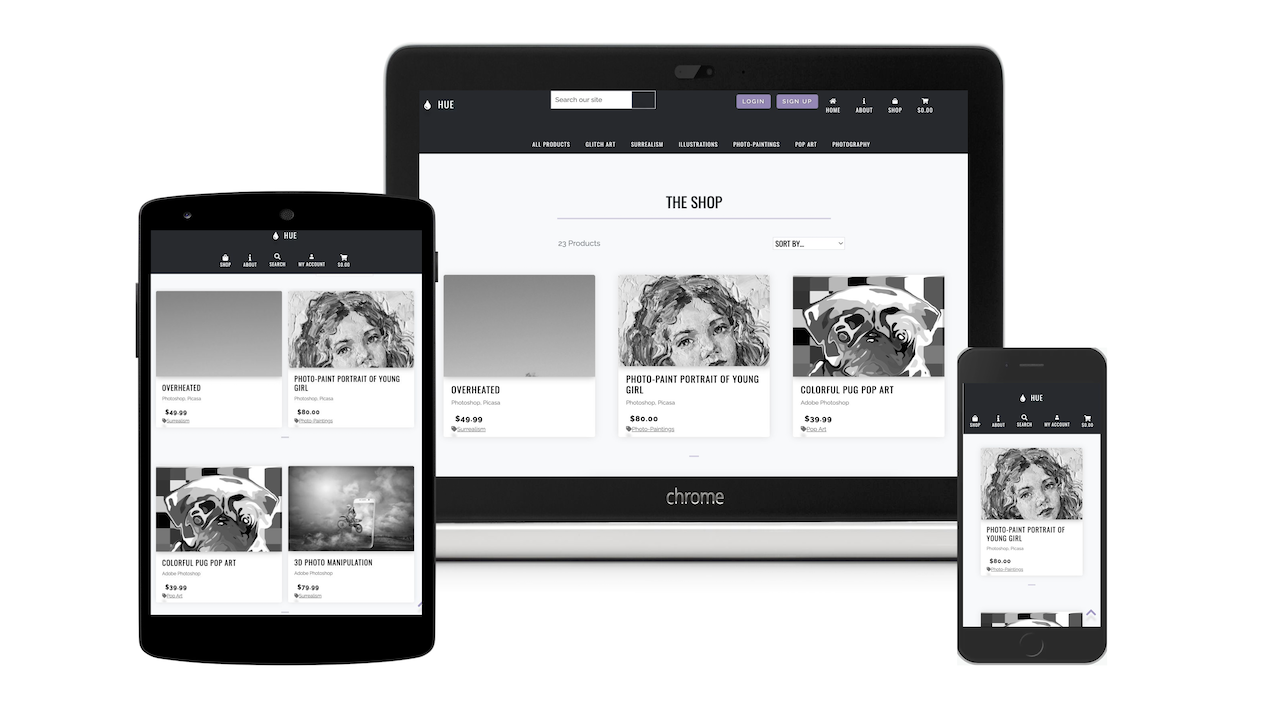 HUE
Search our site
LOGIN
SIGN UP
HOME
ABOUT
SHOP
$0.00
ALL PRODUCTS
GLITCH ART
SURREALISM
ILLUSTRATIONS
PHOTO-PAINTINGS
POP ART
PHOTOGRAPHY
THE SHOP
23 Products
SORT BY...
OVERHEATED
Photoshop, Picasa
$49.99
Surrealism
PHOTO-PAINT PORTRAIT OF YOUNG
GIRL
Photoshop, Picasa
$80.00
Photo-Paintings
COLORFUL PUG POP ART
Adobe Photoshop
$39.99
Pop Art
chrome
HUE
SHOP
ABOUT
SEARCH
MY ACCOUNT
$0.00
OVERHEATED
Photoshop, Picasa
$49.99
Surrealism
PHOTO-PAINT PORTRAIT OF YOUNG
GIRL
Photoshop, Picasa
$80.00
Photo-Paintings
COLORFUL PUG POP ART
Adobe Photoshop
$39.99
Pop Art
3D PHOTO MANIPULATION
Adobe Photoshop
$79.99
Surrealism
HUE
SHOP
ABOUT
SEARCH
MY ACCOUNT
$0.00
PHOTO-PAINT PORTRAIT OF
YOUNG GIRL
Photoshop, Picasa
$80.00
Photo-Paintings